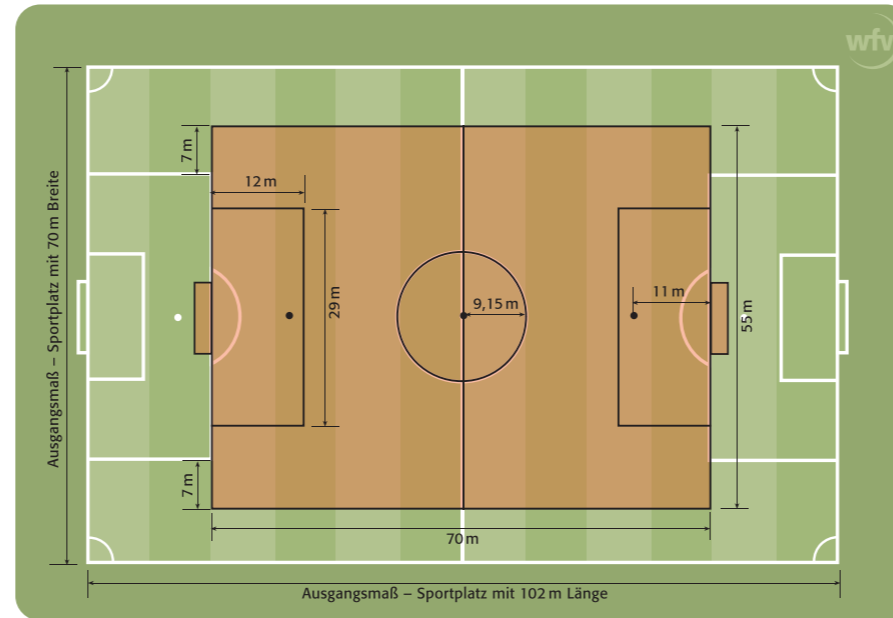 wfv
Ausgangsmaß – Sportplatz mit 70 m Breite
7 m
12 m
29 m
9,15 m
11 m
55 m
7 m
70 m
Ausgangsmaß – Sportplatz mit 102 m Länge